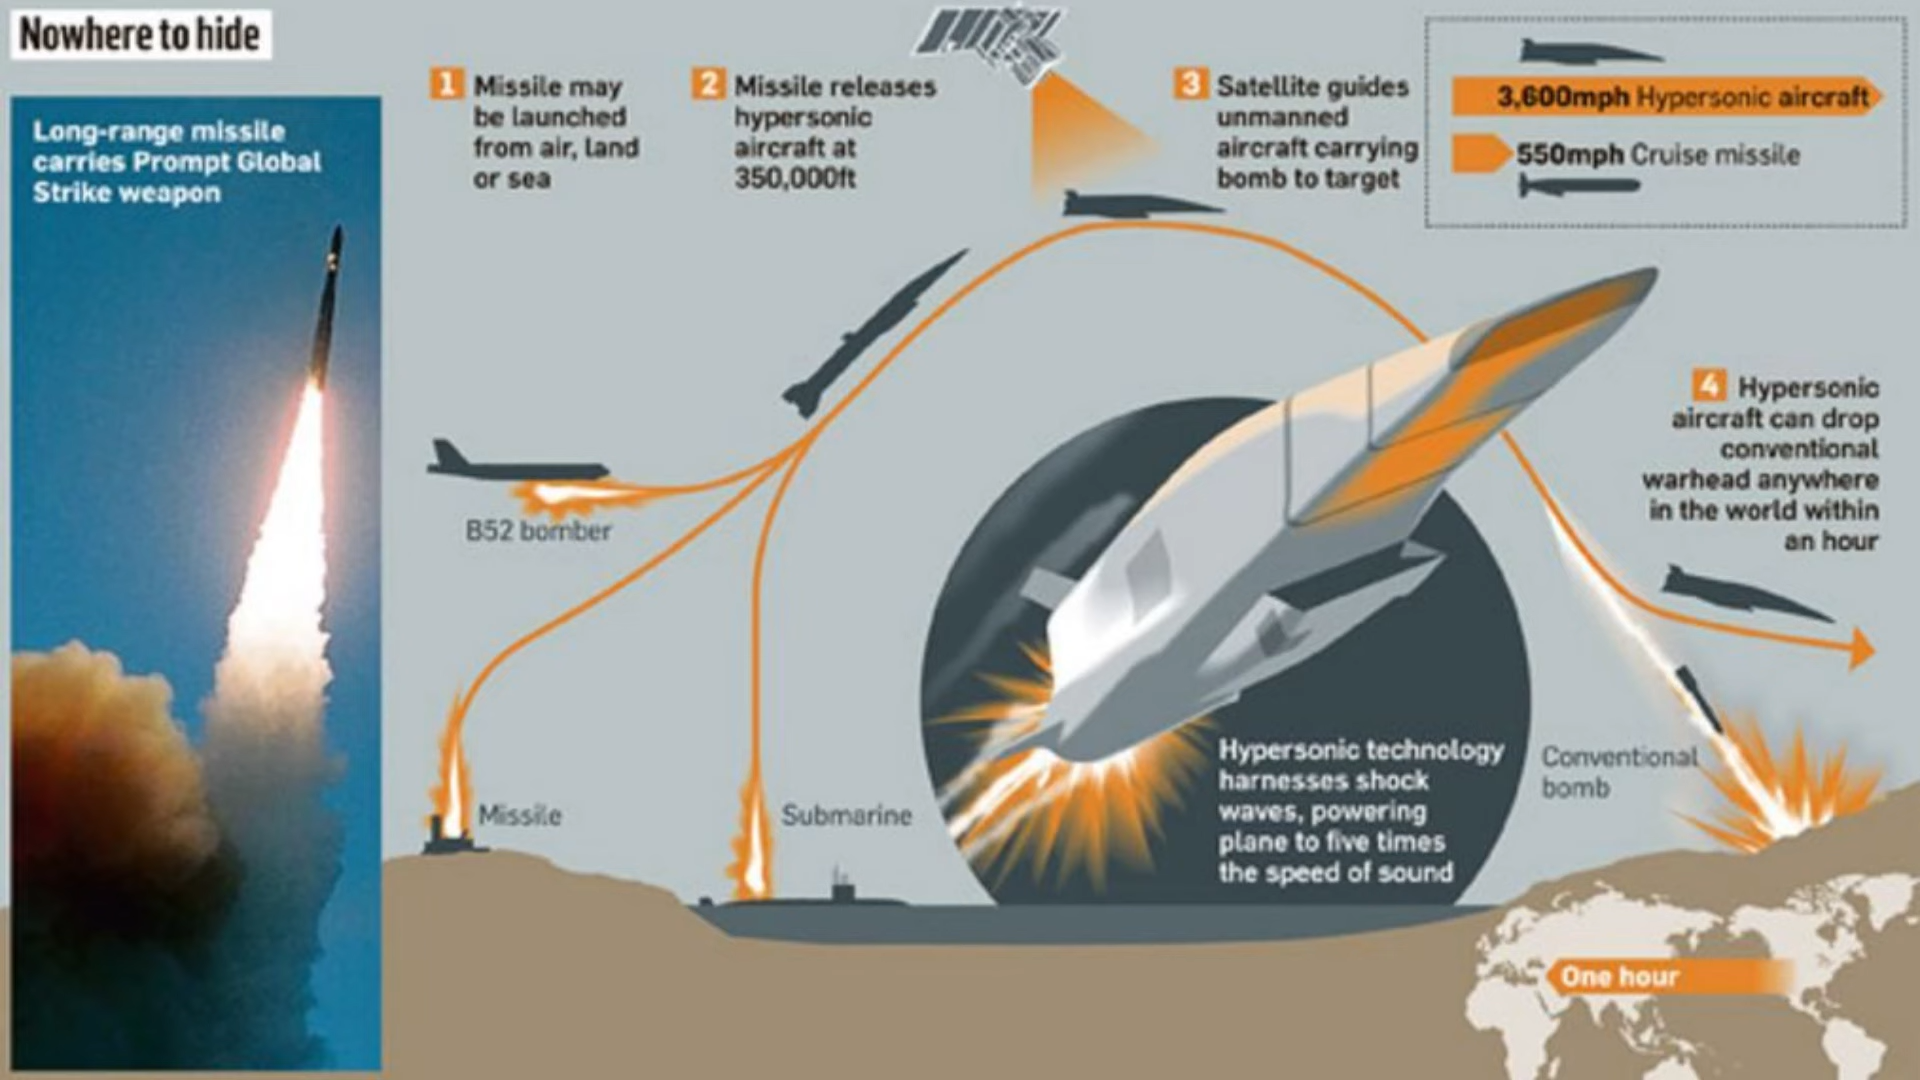 Nowhere to hide
Long-range missile
carries Prompt Global
Strike weapon
1 Missile may
be launched
from air, land
or sea
2 Missile releases
hypersonic
aircraft at
350,000ft
3 Satellite guides
unmanned
aircraft carrying
bomb to target
3,600mph Hypersonic aircraft
550mph Cruise missile
B52 bomber
Missile
Submarine
Hypersonic technology
harnesses shock
waves, powering
plane to five times
the speed of sound
4 Hypersonic
aircraft can drop
conventional
warhead anywhere
in the world within
an hour
Conventional
bomb
One hour